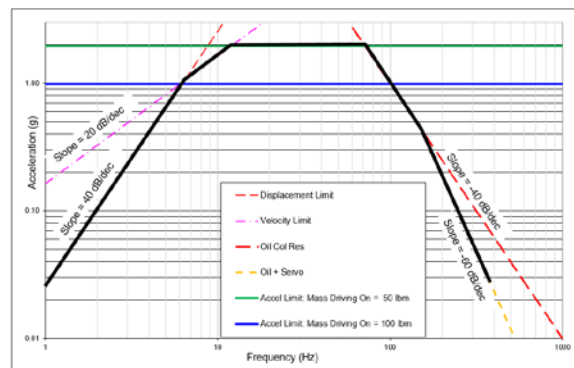 1.00
0.10
0.01
Acceleration (g)
Slope = 20 dB/dec
Slope = 40 dB/dec
Slope = -40 dB/dec
Slope = -60 dB/dec
Displacement Limit
Velocity Limit
Oil Col Res
Oil + Servo
Accel Limit: Mass Driving On = 50 lbm
Accel Limit: Mass Driving On = 100 lbm
1 10 100 1000
Frequency (Hz)